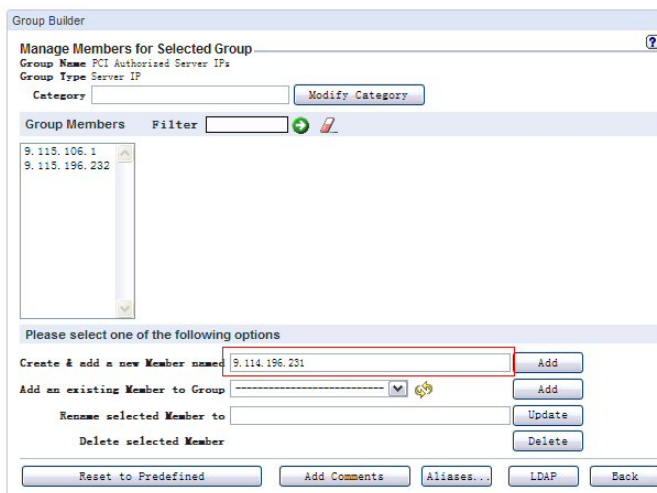 Group Builder
?
Manage Members for Selected Group
Group Name PCI Authorized Server IPs
Group Type Server IP
Category Modify Category
Group Members Filter
9.115.106.1
9.115.196.232
Please select one of the following options
Create & add a new Member named 9.114.196.231 Add
Add an existing Member to Group ---------------------------- Add
Rename selected Member to Update
Delete selected Member Delete
Reset to Predefined Add Comments Aliases... LDAP Back